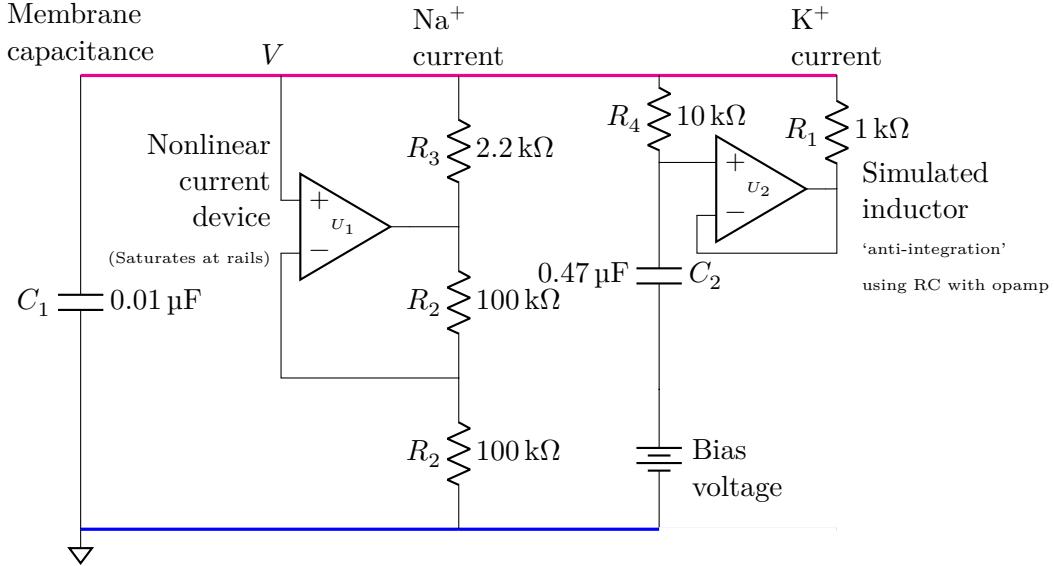 Membrane
capacitance
V
Na⁺
current
K⁺
current
R₄ 10 kΩ
R₁ 1 kΩ
Nonlinear
current
device
(Saturates at rails)
R₃ 2.2 kΩ
+
−
U₁
+
−
U₂
Simulated
inductor
‘anti-integration’
using RC with opamp
C₁ 0.01 µF
R₂ 100 kΩ
0.47 µF C₂
R₂ 100 kΩ
Bias
voltage